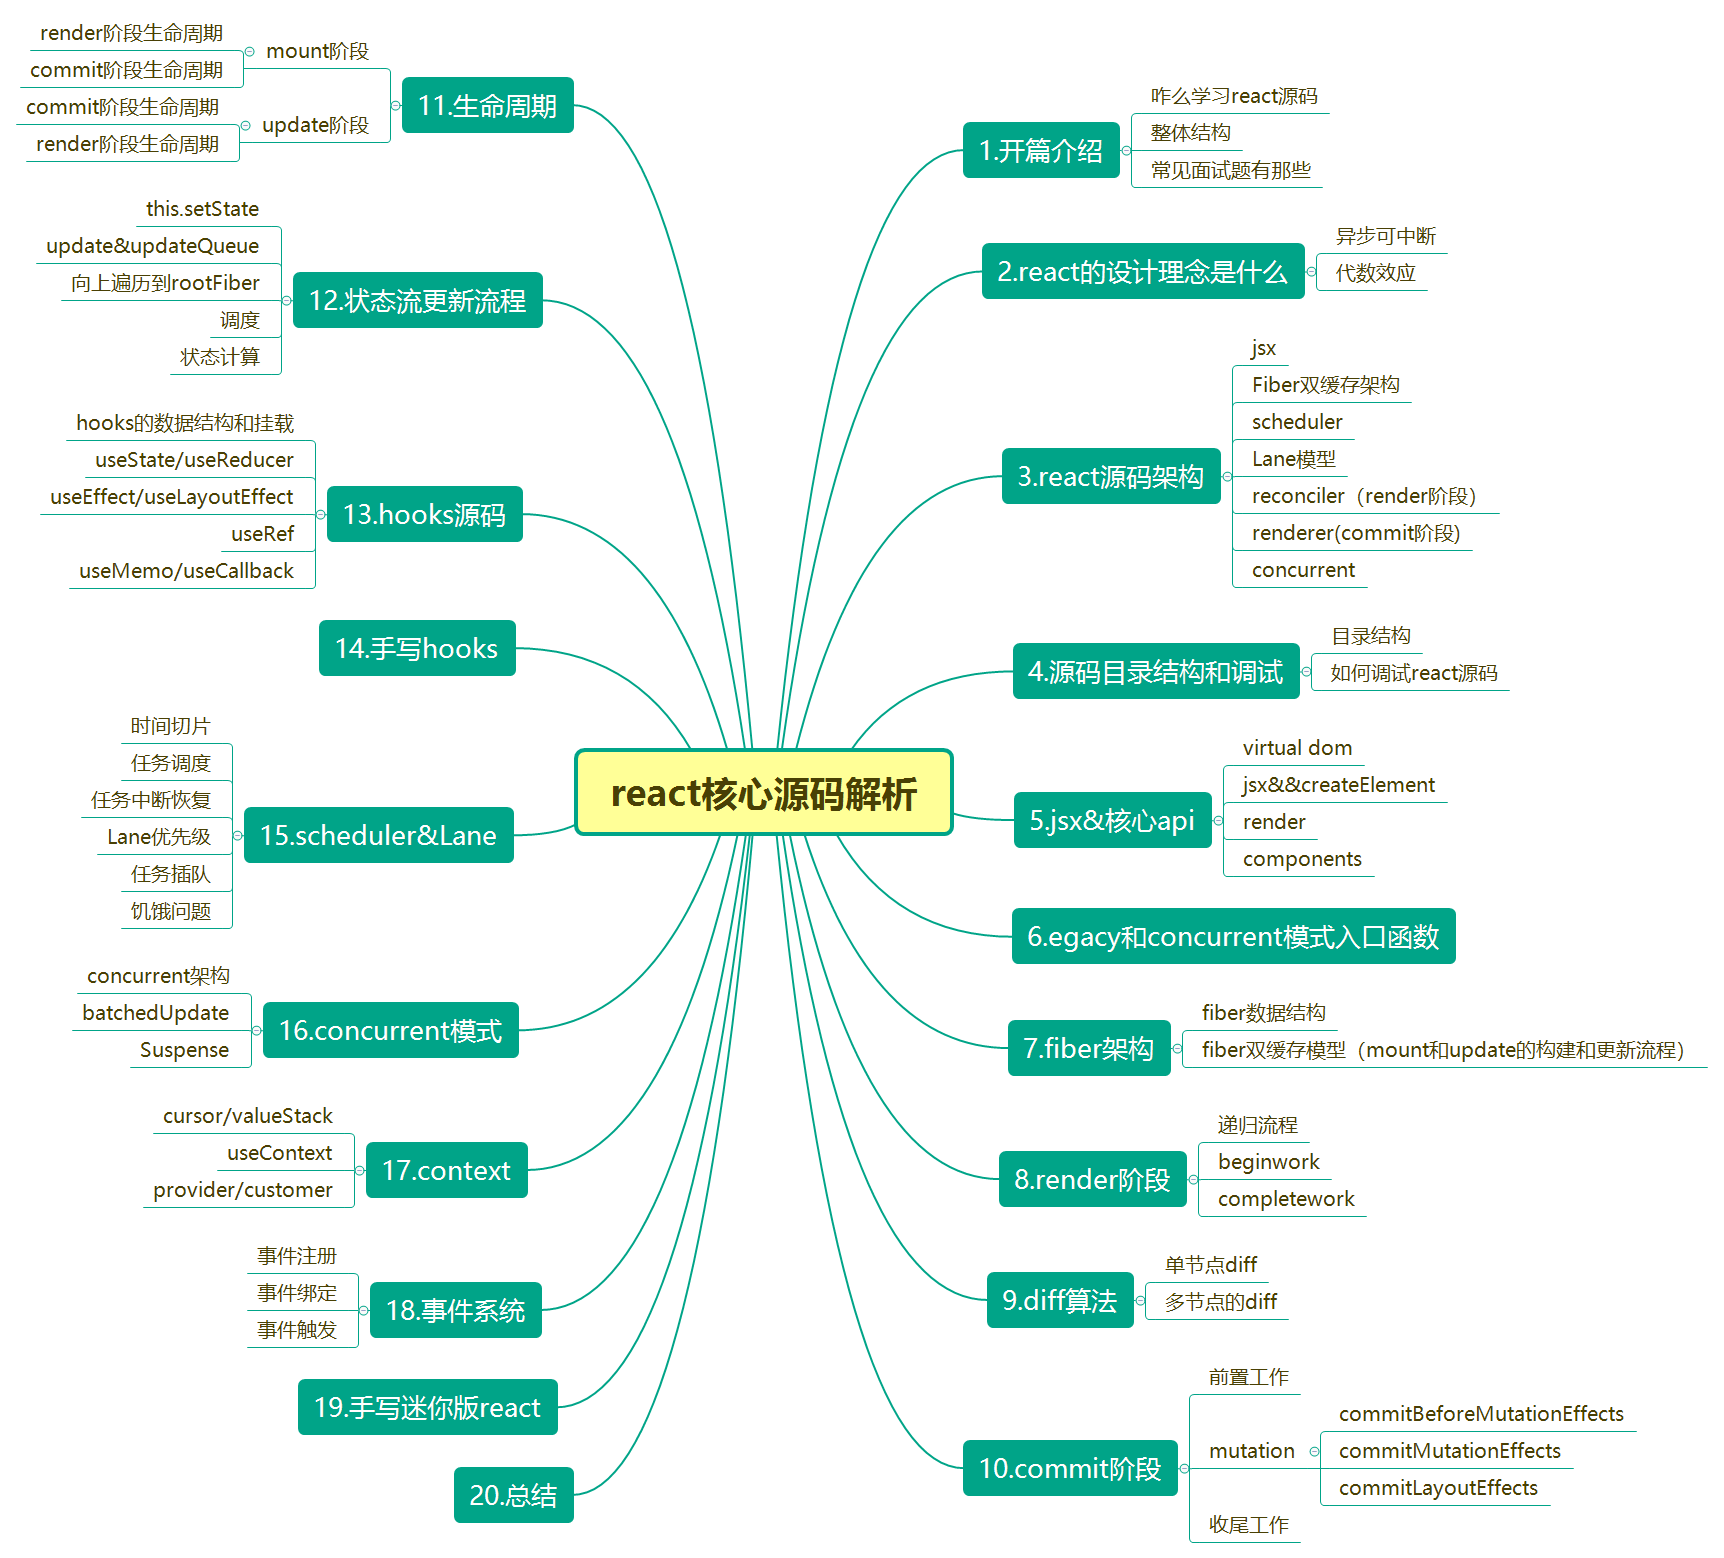 react核心源码解析
1.开篇介绍
咋么学习react源码
整体结构
常见面试题有那些
2.react的设计理念是什么
异步可中断
代数效应
3.react源码架构
jsx
Fiber双缓存架构
scheduler
Lane模型
reconciler（render阶段）
renderer(commit阶段)
concurrent
4.源码目录结构和调试
目录结构
如何调试react源码
5.jsx&核心api
virtual dom
jsx&&createElement
render
components
6.egacy和concurrent模式入口函数
7.fiber架构
fiber数据结构
fiber双缓存模型（mount和update的构建和更新流程）
8.render阶段
递归流程
beginwork
completework
9.diff算法
单节点diff
多节点的diff
10.commit阶段
前置工作
mutation
commitBeforeMutationEffects
commitMutationEffects
commitLayoutEffects
收尾工作
11.生命周期
mount阶段
render阶段生命周期
commit阶段生命周期
update阶段
commit阶段生命周期
render阶段生命周期
12.状态流更新流程
this.setState
update&updateQueue
向上遍历到rootFiber
调度
状态计算
13.hooks源码
hooks的数据结构和挂载
useState/useReducer
useEffect/useLayoutEffect
useRef
useMemo/useCallback
14.手写hooks
15.scheduler&Lane
时间切片
任务调度
任务中断恢复
Lane优先级
任务插队
饥饿问题
16.concurrent模式
concurrent架构
batchedUpdate
Suspense
17.context
cursor/valueStack
useContext
provider/customer
18.事件系统
事件注册
事件绑定
事件触发
19.手写迷你版react
20.总结